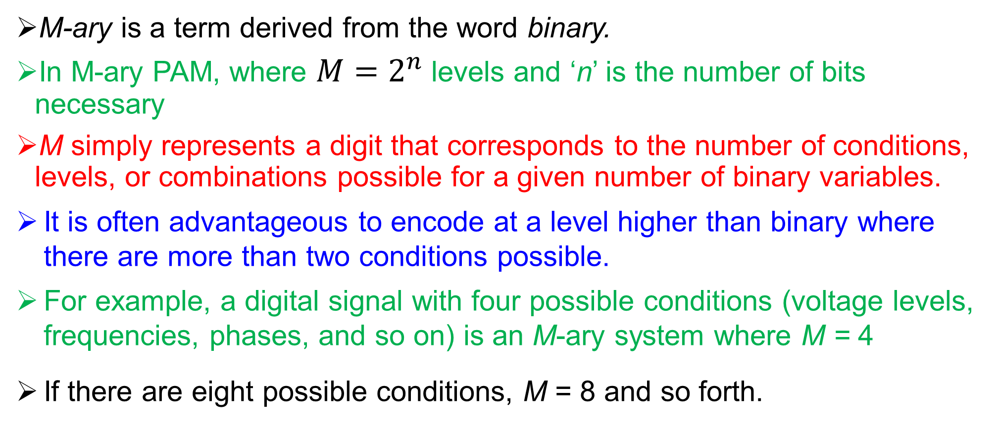 ➢M-ary is a term derived from the word binary.
➢In M-ary PAM, where M = 2ⁿ levels and ‘n’ is the number of bits
necessary
➢M simply represents a digit that corresponds to the number of conditions,
levels, or combinations possible for a given number of binary variables.
➢ It is often advantageous to encode at a level higher than binary where
there are more than two conditions possible.
➢ For example, a digital signal with four possible conditions (voltage levels,
frequencies, phases, and so on) is an M-ary system where M = 4
➢ If there are eight possible conditions, M = 8 and so forth.